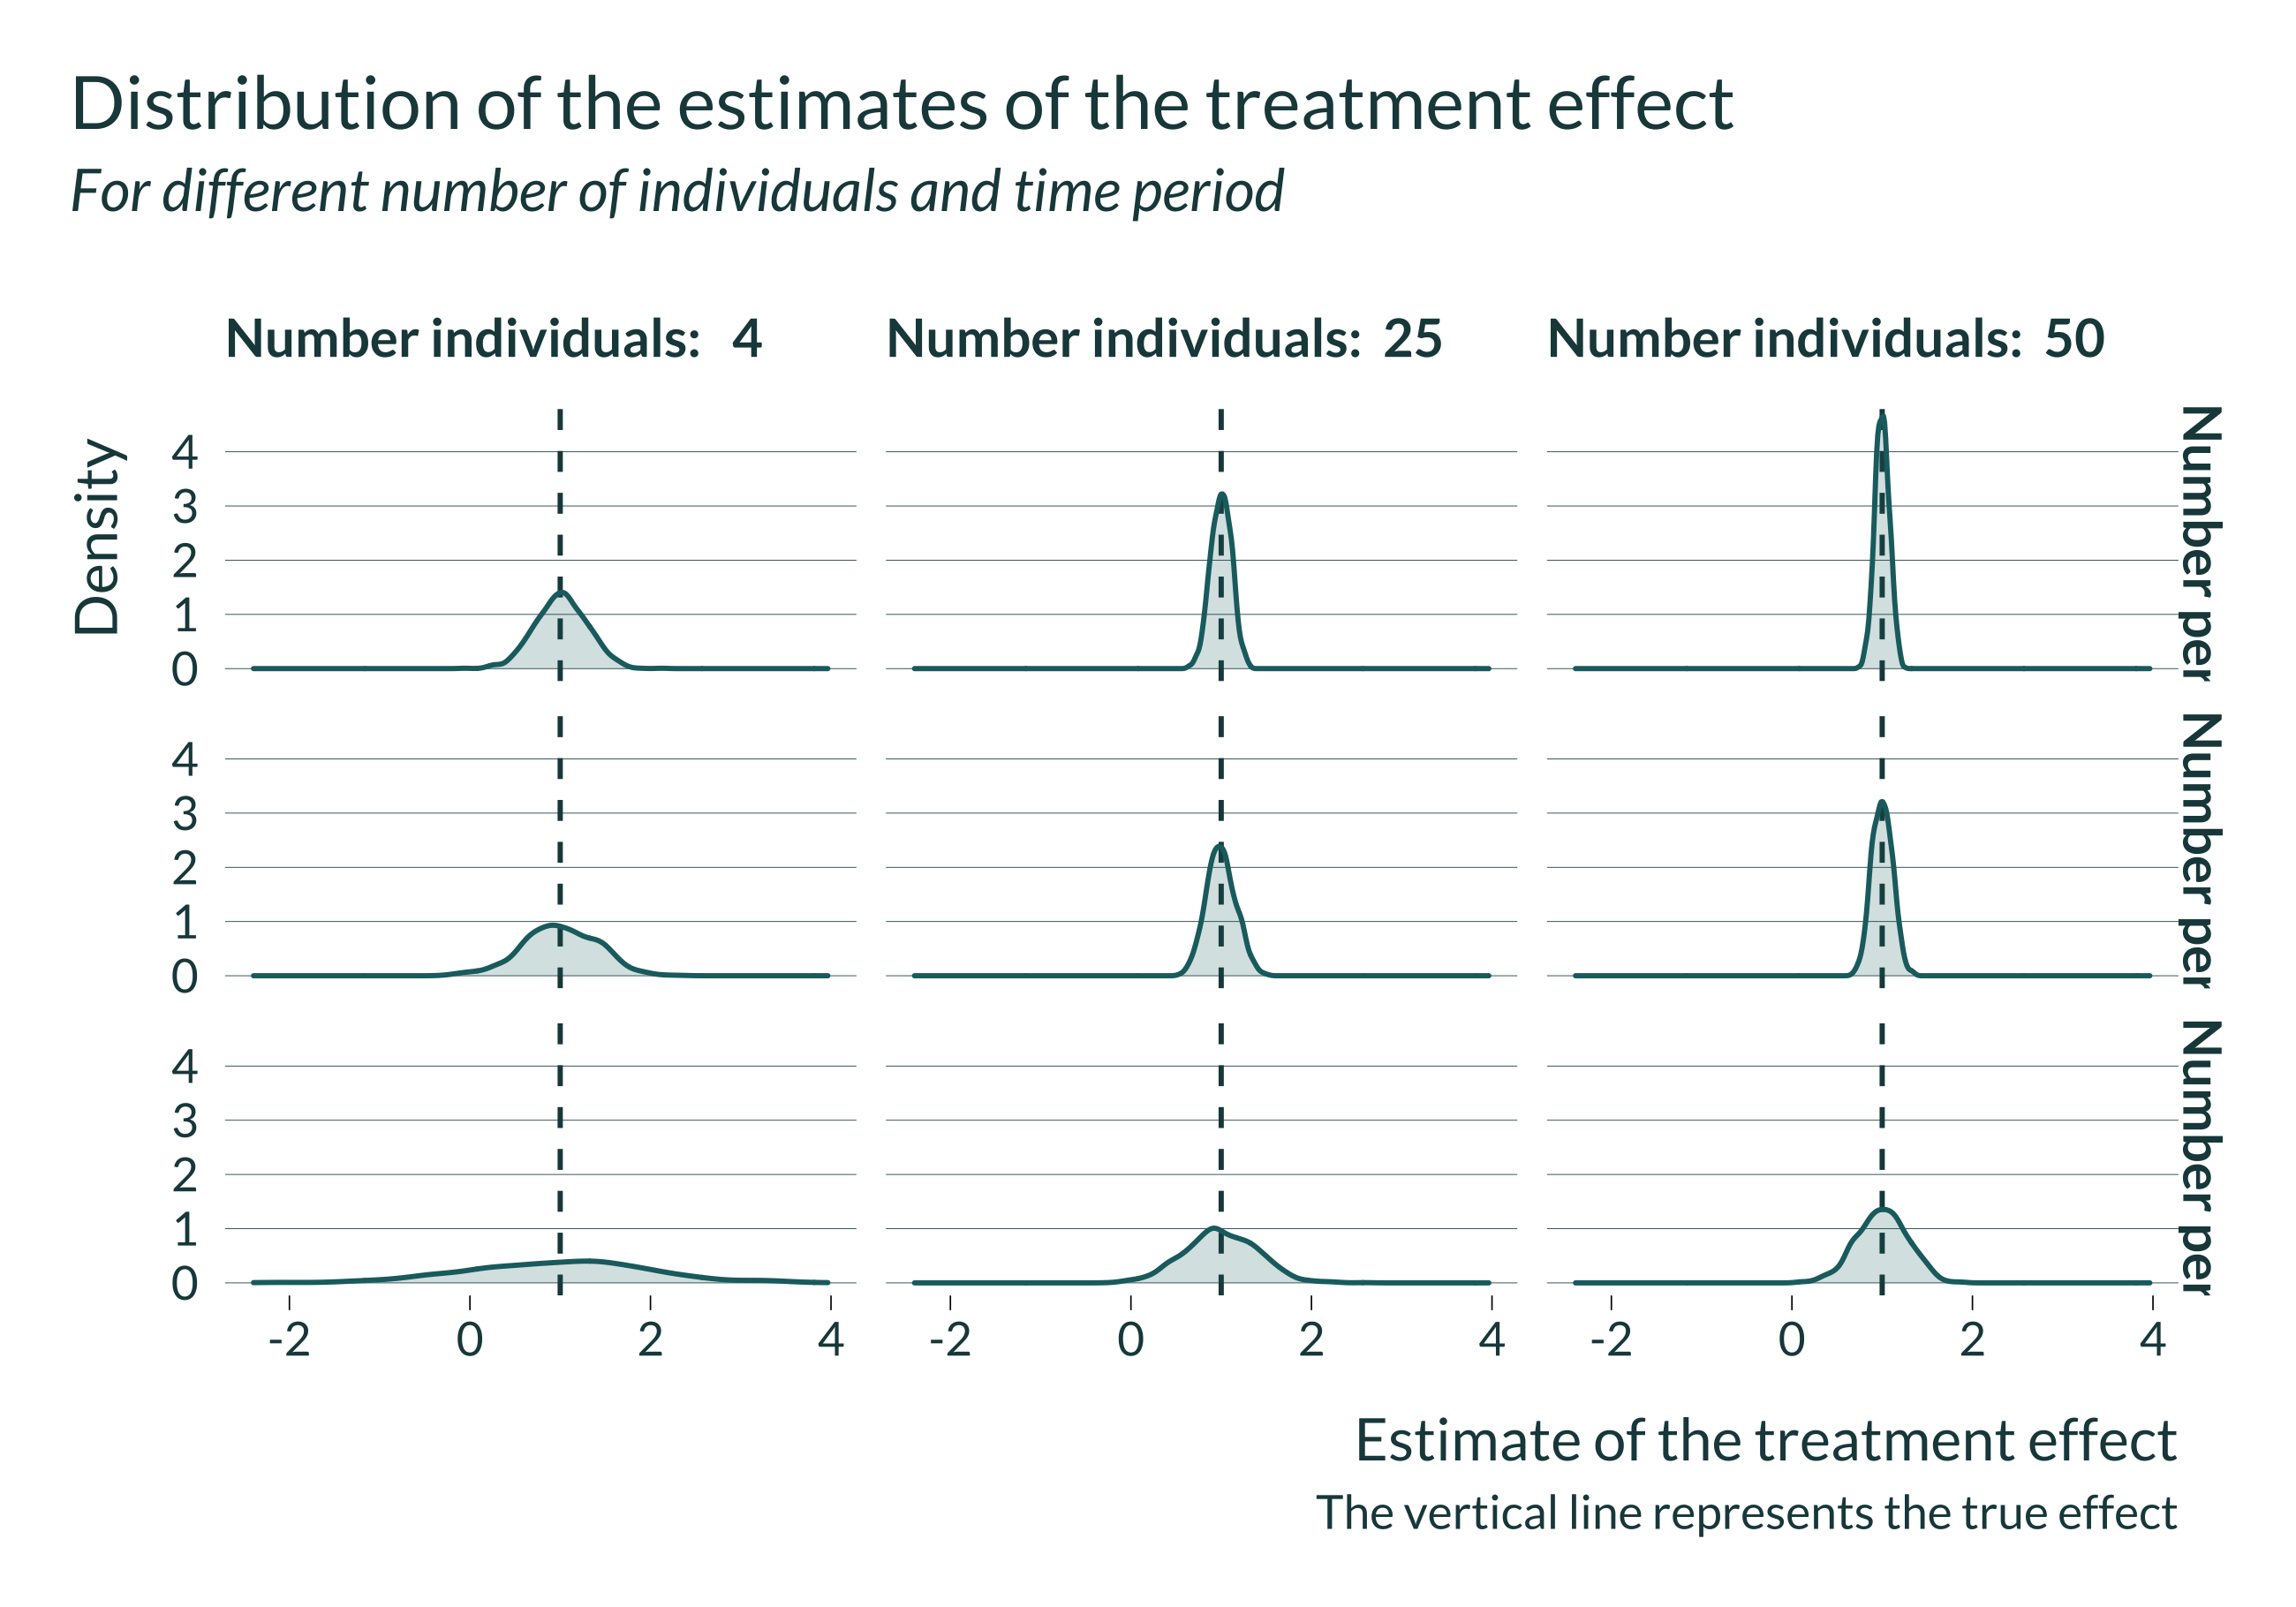 Distribution of the estimates of the treatment effect
For different number of individuals and time period
Number individuals: 4
Number individuals: 25
Number individuals: 50
Density
4
3
2
1
0
Number per
4
3
2
1
0
Number per
4
3
2
1
0
Number per
-2 0 2 4
-2 0 2 4
-2 0 2 4
Estimate of the treatment effect
The vertical line represents the true effect